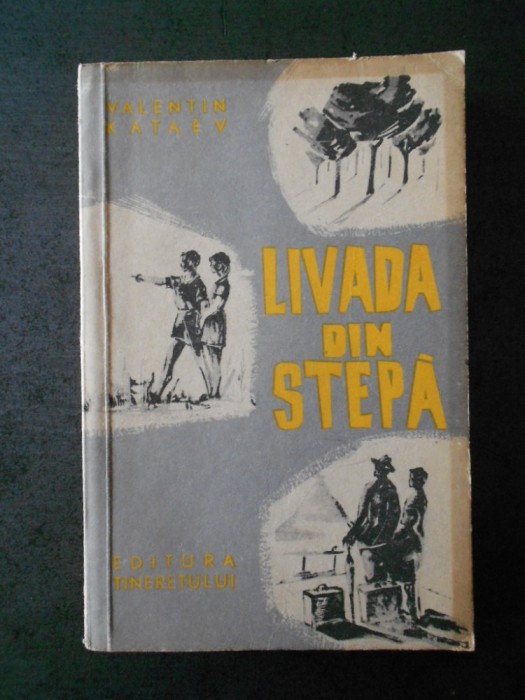 VALENTIN
KATAEV
LIVADA
DIN
STEPĂ
EDITURA
TINERETULUI